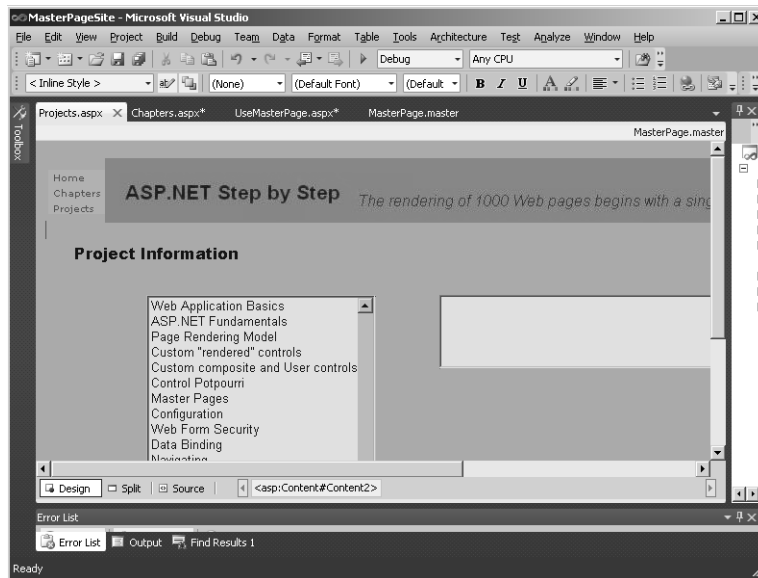 MasterPageSite - Microsoft Visual Studio
File Edit View Project Build Debug Team Data Format Table Tools Architecture Test Analyze Window Help
Debug Any CPU
< Inline Style > (None) (Default Font) (Default B I U A
Projects.aspx X Chapters.aspx* UseMasterPage.aspx* MasterPage.master
Toolbox
MasterPage.master
Home
Chapters
Projects
ASP.NET Step by Step
The rendering of 1000 Web pages begins with a sing
Project Information
Web Application Basics
ASP.NET Fundamentals
Page Rendering Model
Custom "rendered" controls
Custom composite and User controls
Control Potpourri
Master Pages
Configuration
Web Form Security
Data Binding
Navigating
Design Split Source <asp:Content#Content2>
Error List
Error List Output Find Results 1
Ready